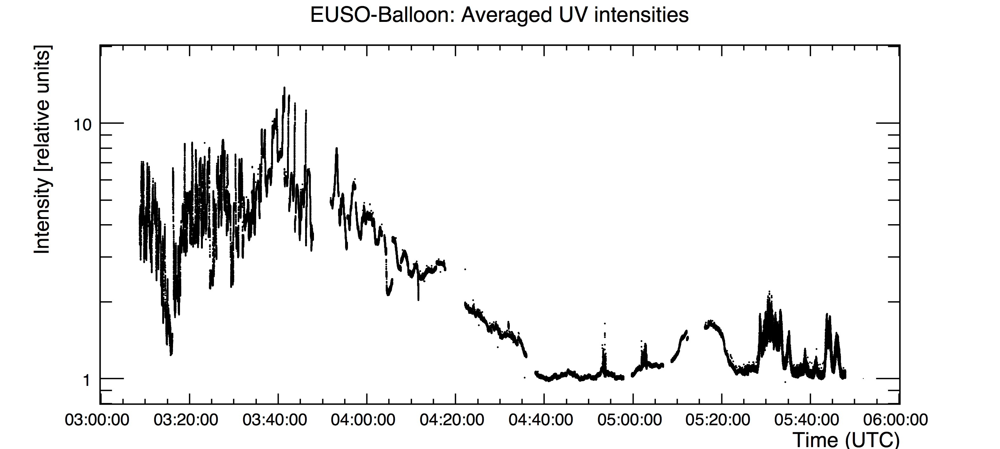 EUSO-Balloon: Averaged UV intensities
Intensity [relative units]
10
1
03:00:00 03:20:00 03:40:00 04:00:00 04:20:00 04:40:00 05:00:00 05:20:00 05:40:00 06:00:00
Time (UTC)